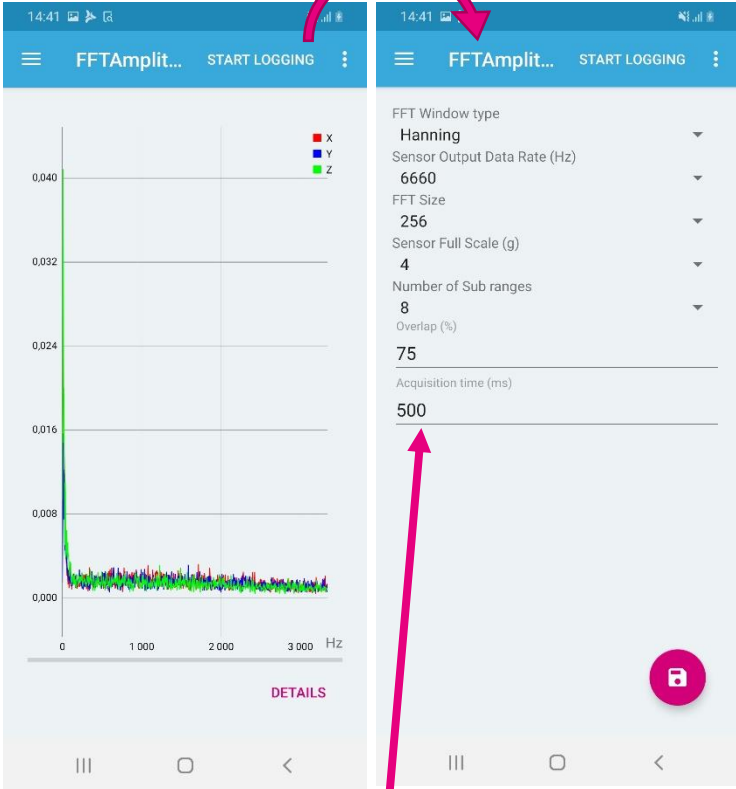 14:41
FFTAmplit... START LOGGING
X
Y
Z
0,040
0,032
0,024
0,016
0,008
0,000
0 1 000 2 000 3 000 Hz
DETAILS
14:41
FFTAmplit... START LOGGING
FFT Window type
Hanning
Sensor Output Data Rate (Hz)
6660
FFT Size
256
Sensor Full Scale (g)
4
Number of Sub ranges
8
Overlap (%)
75
Acquisition time (ms)
500